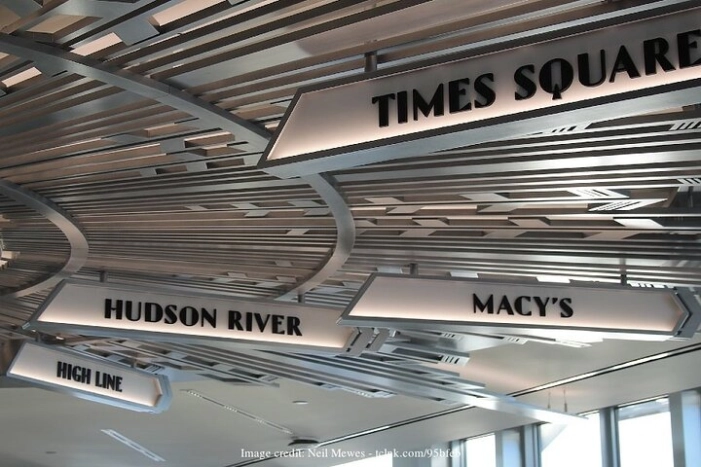 TIMES SQUARE
HUDSON RIVER
MACY'S
HIGH LINE
Image credit: Neil Mewes -